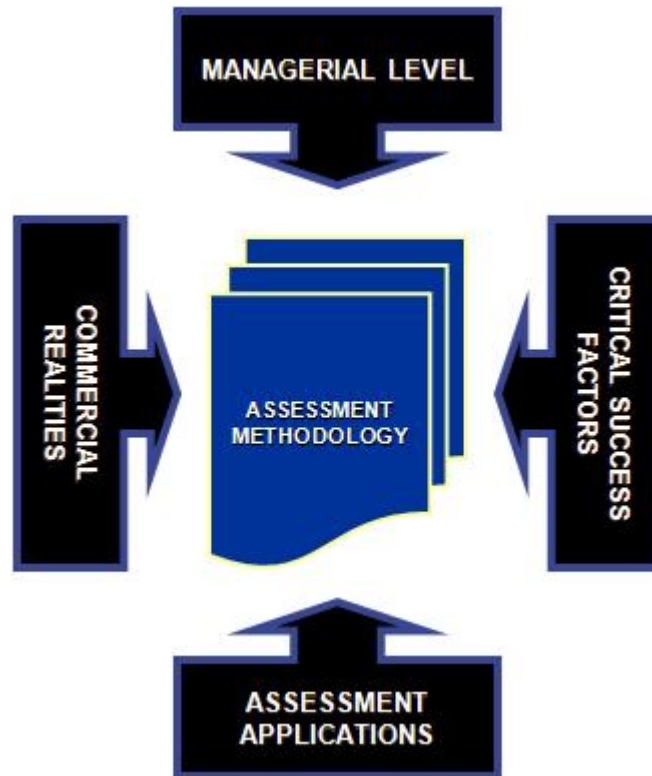 MANAGERIAL LEVEL
COMMERCIAL
REALITIES
CRITICAL SUCCESS
FACTORS
ASSESSMENT
METHODOLOGY
ASSESSMENT
APPLICATIONS